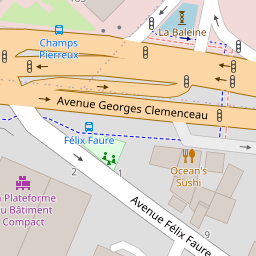 La Baleine
Champs
Pierreux
Avenue Georges Clemenceau
Félix Faure
Ocean's
Sushi
2
1
a Plateforme
du Bâtiment
Compact
Avenue Félix Faure
9